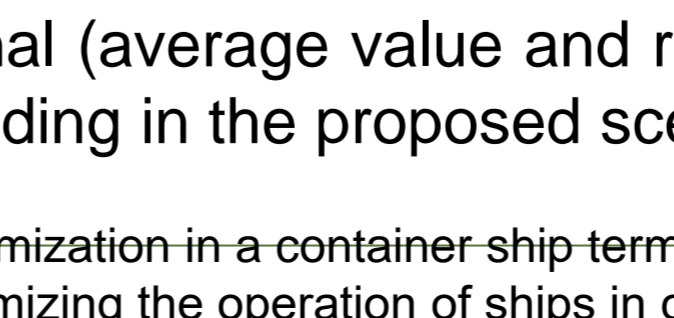 nal (average value and r
ding in the proposed sce
mization in a container ship term
mizing the operation of ships in c